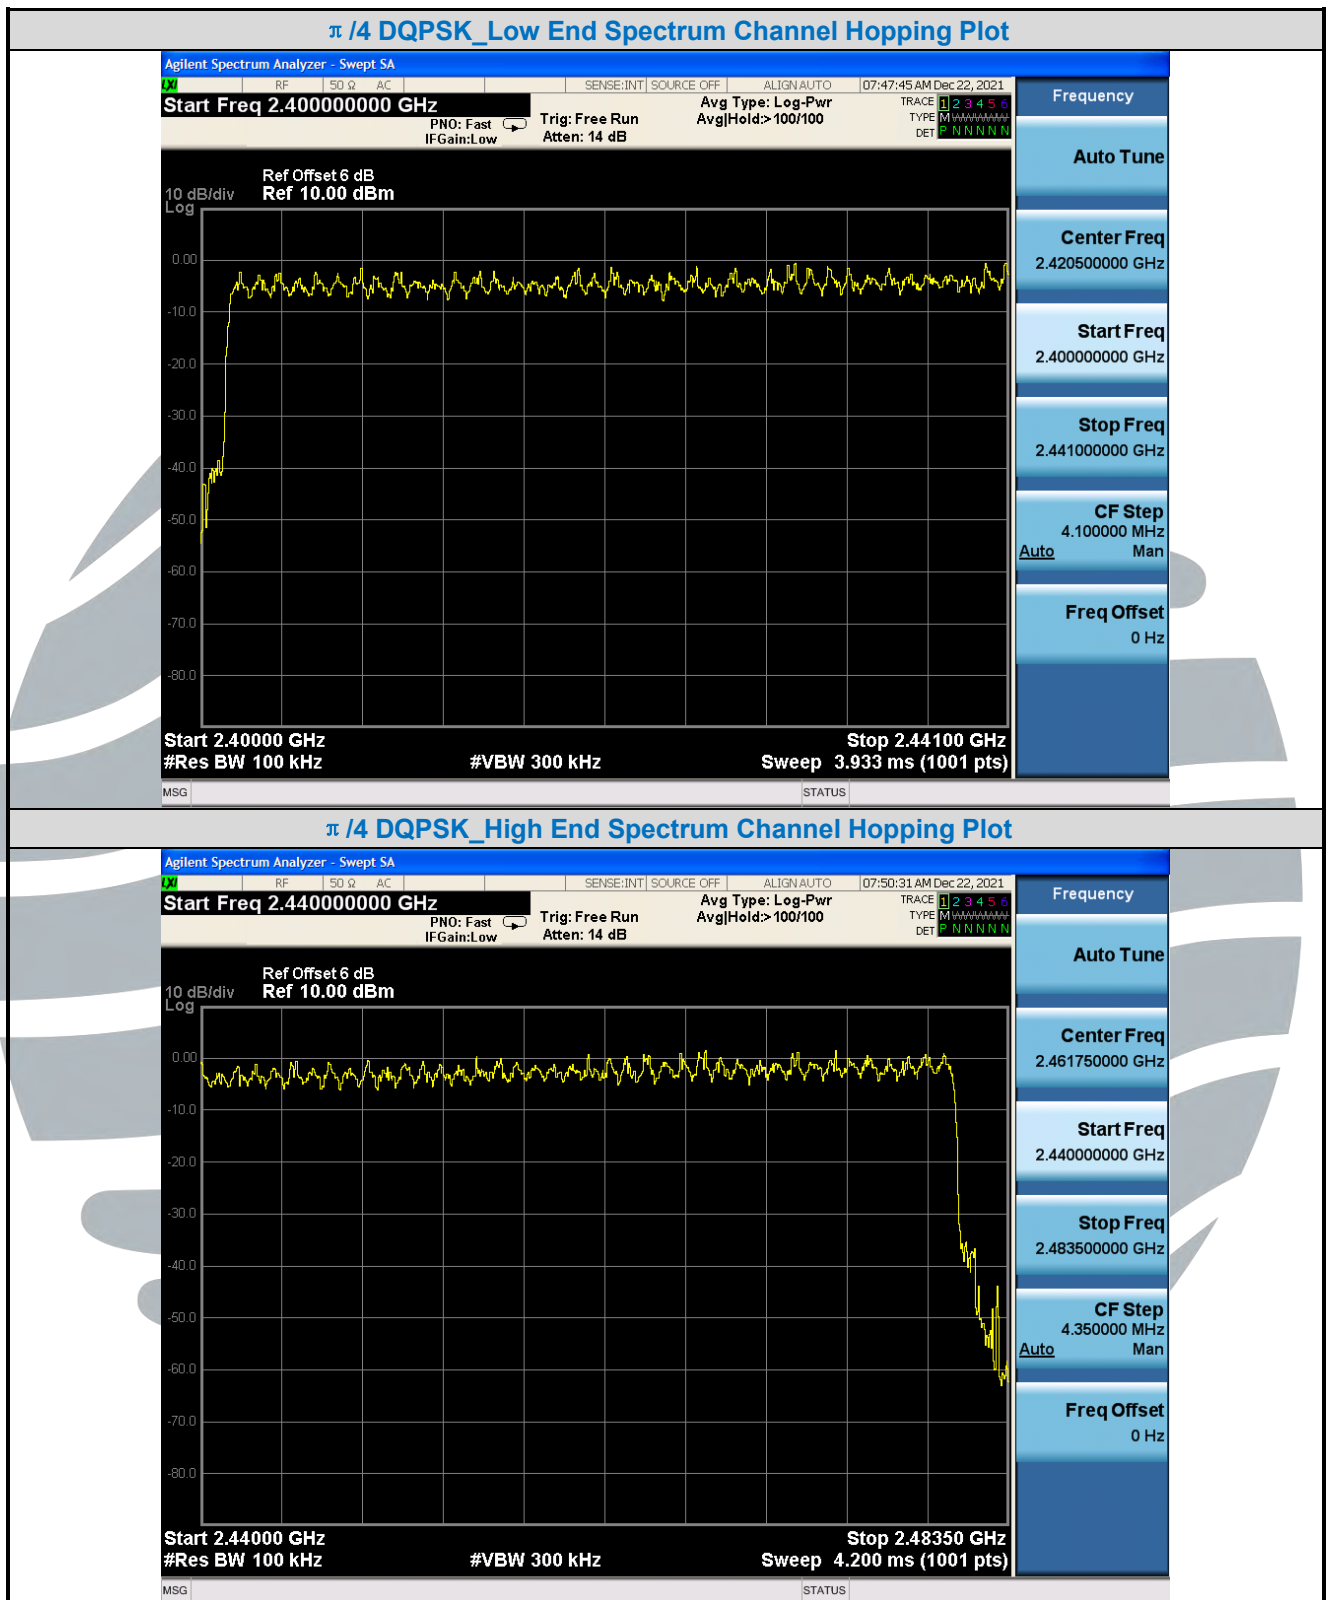 π /4 DQPSK_Low End Spectrum Channel Hopping Plot
Agilent Spectrum Analyzer - Swept SA
LXI RF 50 Ω AC SENSE:INT SOURCE OFF ALIGN AUTO 07:47:45 AM Dec 22, 2021
Start Freq 2.400000000 GHz
PNO: Fast
IFGain:Low
Trig: Free Run
Atten: 14 dB
Avg Type: Log-Pwr
Avg|Hold:>100/100
TRACE 1 2 3 4 5 6
TYPE M WWWWW
DET P N N N N N
Ref Offset 6 dB
10 dB/div Ref 10.00 dBm
Log
0.00
-10.0
-20.0
-30.0
-40.0
-50.0
-60.0
-70.0
-80.0
Start 2.40000 GHz Stop 2.44100 GHz
#Res BW 100 kHz #VBW 300 kHz Sweep 3.933 ms (1001 pts)
MSG STATUS
Frequency
Auto Tune
Center Freq
2.420500000 GHz
Start Freq
2.400000000 GHz
Stop Freq
2.441000000 GHz
CF Step
4.100000 MHz
Auto Man
Freq Offset
0 Hz
π /4 DQPSK_High End Spectrum Channel Hopping Plot
Agilent Spectrum Analyzer - Swept SA
LXI RF 50 Ω AC SENSE:INT SOURCE OFF ALIGN AUTO 07:50:31 AM Dec 22, 2021
Start Freq 2.440000000 GHz
PNO: Fast
IFGain:Low
Trig: Free Run
Atten: 14 dB
Avg Type: Log-Pwr
Avg|Hold:>100/100
TRACE 1 2 3 4 5 6
TYPE M WWWWW
DET P N N N N N
Ref Offset 6 dB
10 dB/div Ref 10.00 dBm
Log
0.00
-10.0
-20.0
-30.0
-40.0
-50.0
-60.0
-70.0
-80.0
Start 2.44000 GHz Stop 2.48350 GHz
#Res BW 100 kHz #VBW 300 kHz Sweep 4.200 ms (1001 pts)
MSG STATUS
Frequency
Auto Tune
Center Freq
2.461750000 GHz
Start Freq
2.440000000 GHz
Stop Freq
2.483500000 GHz
CF Step
4.350000 MHz
Auto Man
Freq Offset
0 Hz